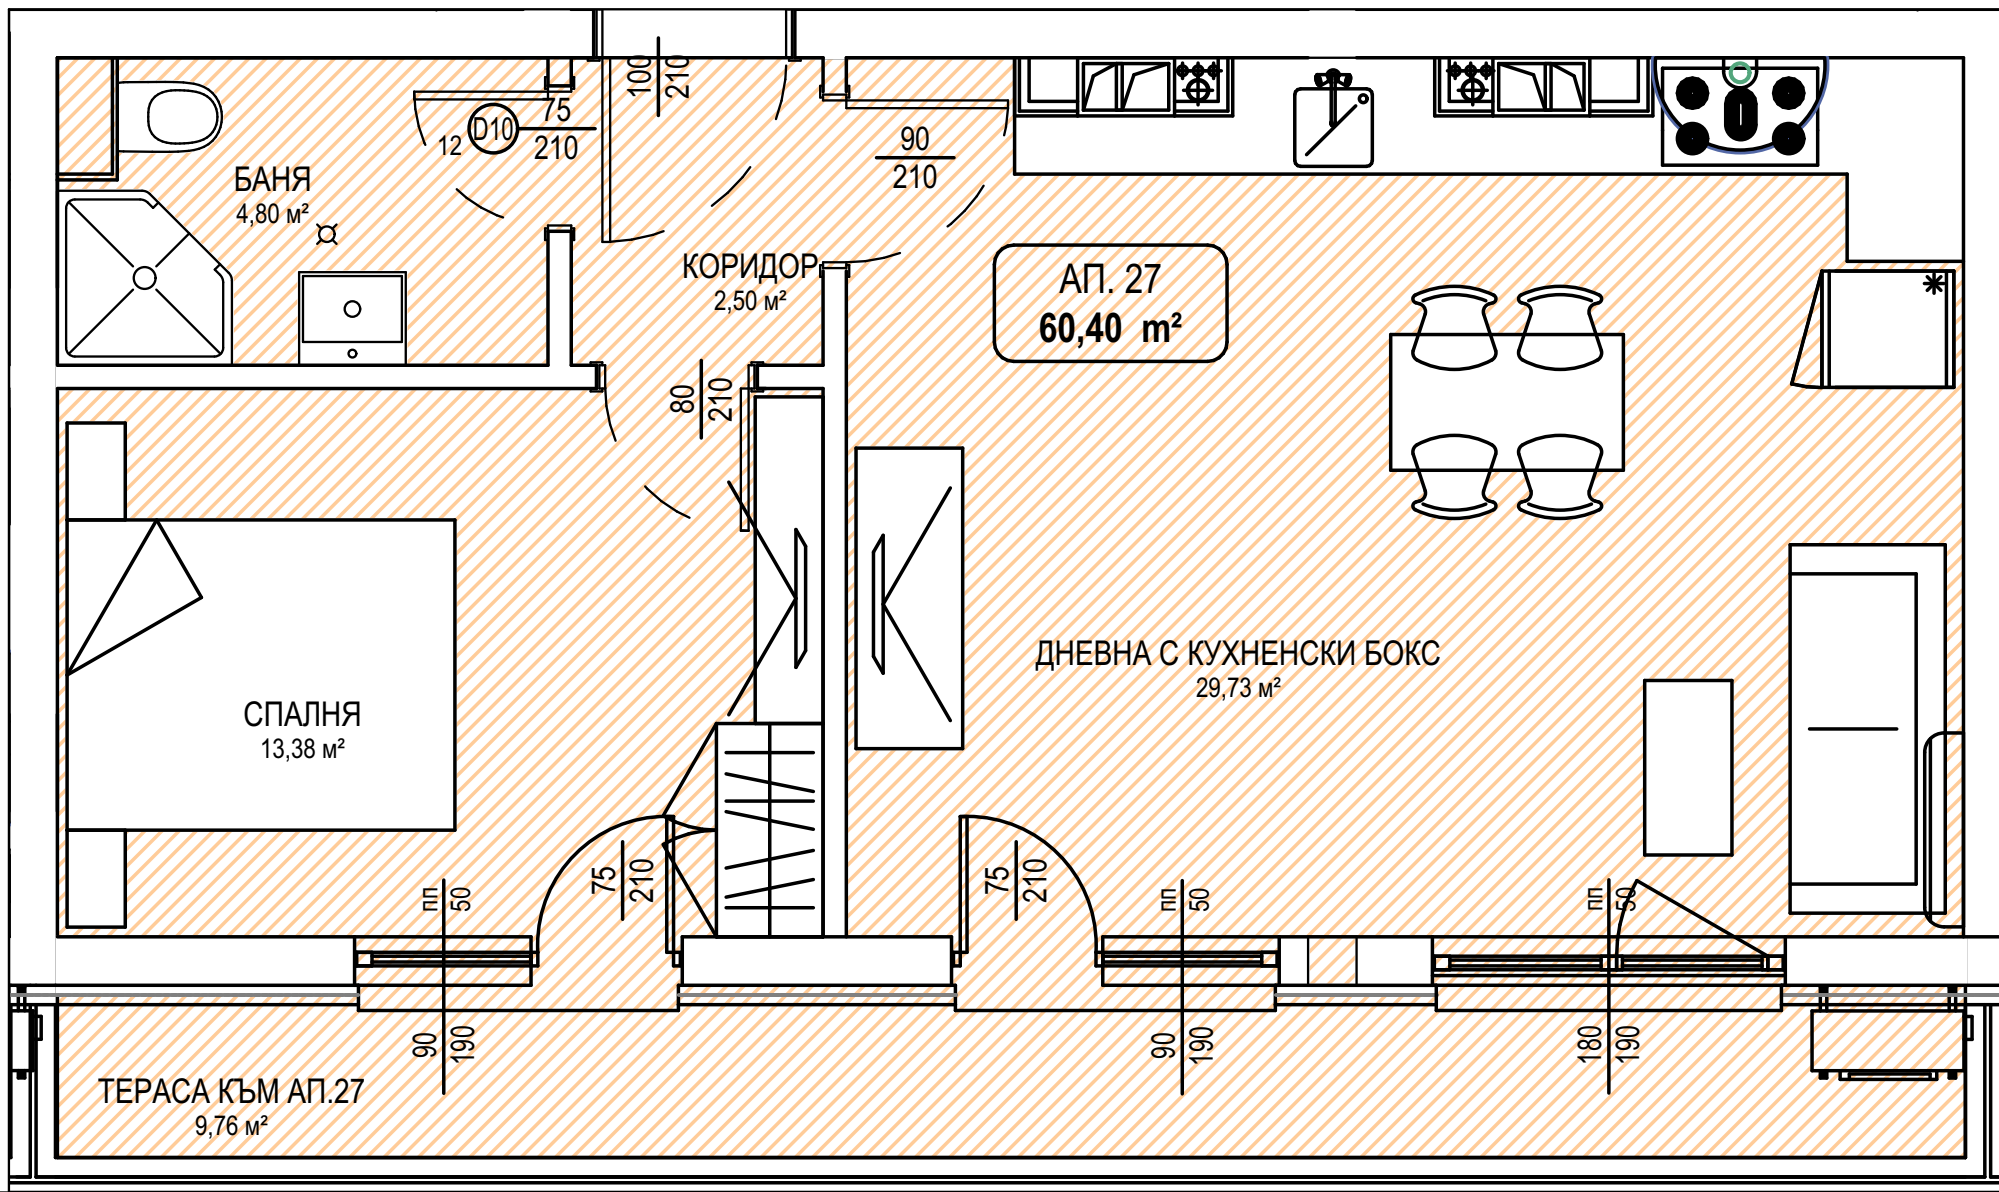 100
210
75
210
D10
12
90
210
БАНЯ
4,80 м²
КОРИДОР
2,50 м²
АП. 27
60,40 m²
80
210
ДНЕВНА С КУХНЕНСКИ БОКС
29,73 м²
СПАЛНЯ
13,38 м²
75
210
75
210
пп
50
пп
50
пп
50
90
190
90
190
180
190
ТЕРАСА КЪМ АП.27
9,76 м²